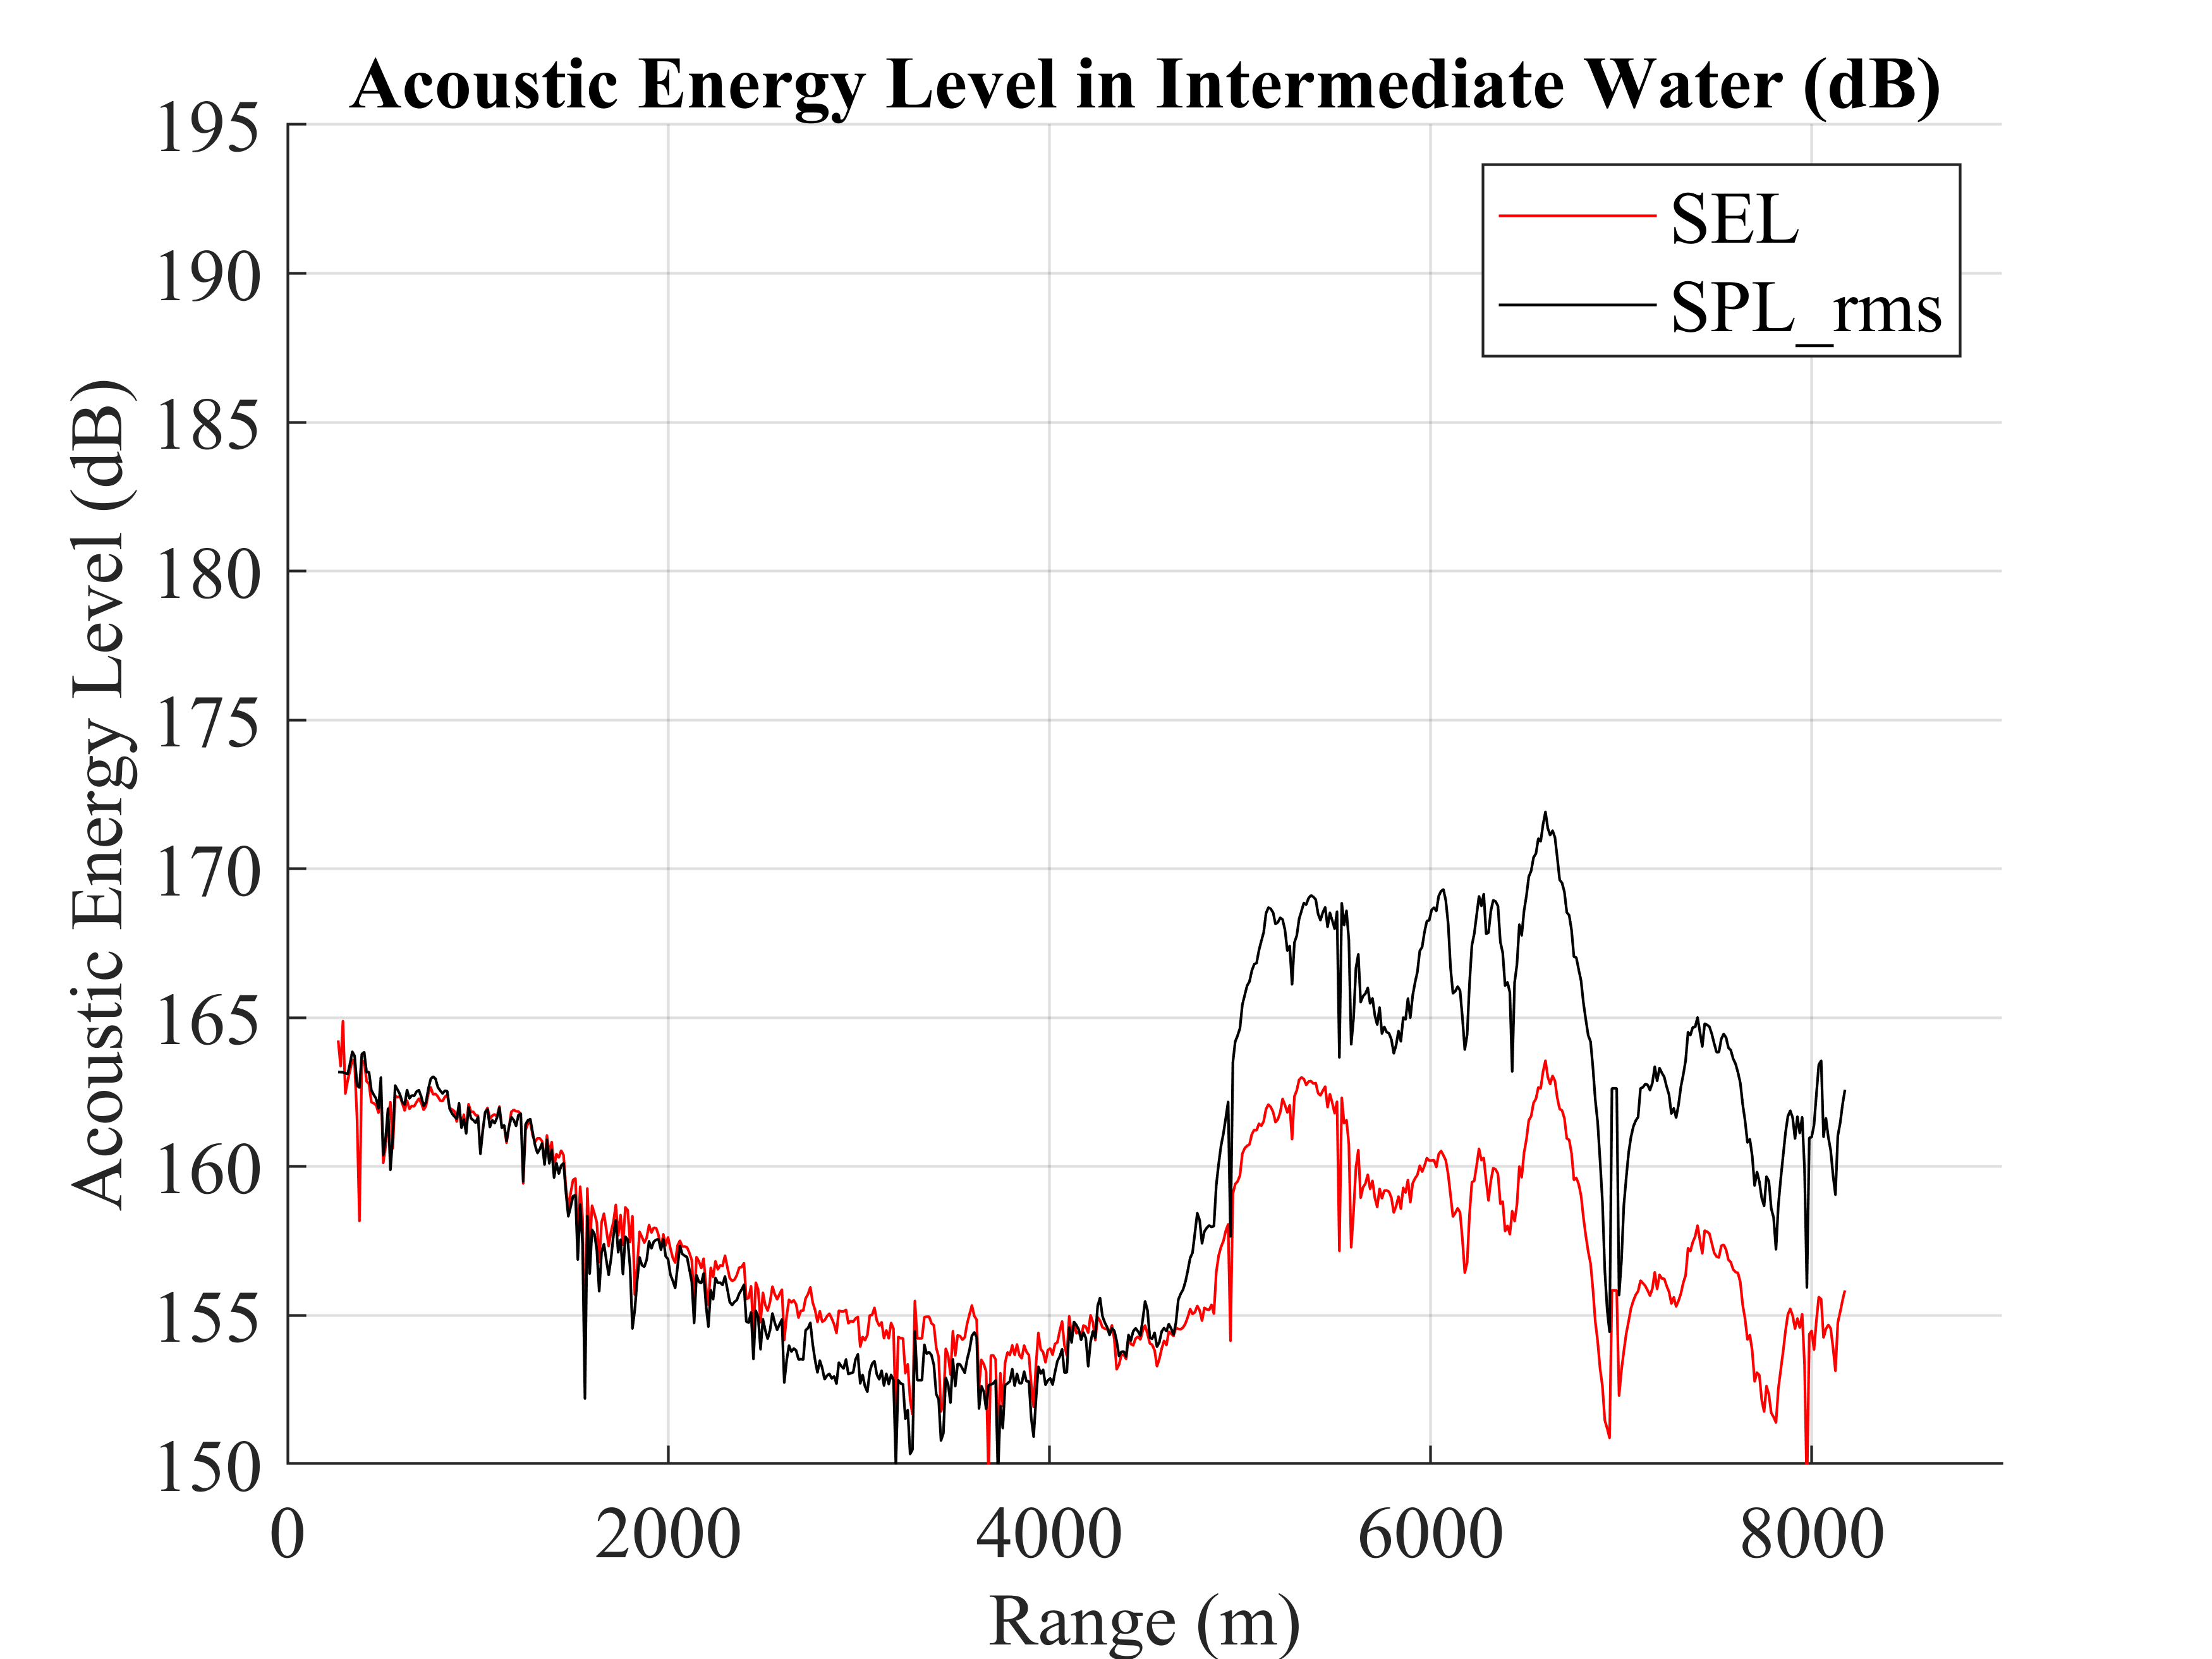 Acoustic Energy Level in Intermediate Water (dB)
195
190
185
180
175
170
165
160
155
150
Acoustic Energy Level (dB)
SEL
SPL_rms
0 2000 4000 6000 8000
Range (m)